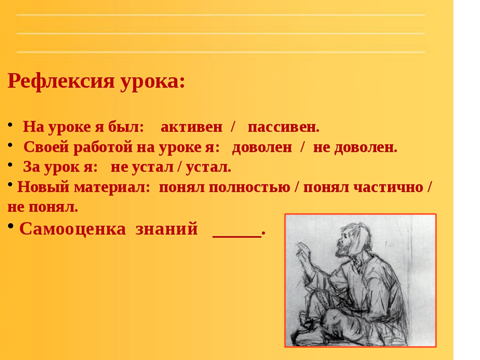 Рефлексия урока:
• На уроке я был: активен / пассивен.
• Своей работой на уроке я: доволен / не доволен.
• За урок я: не устал / устал.
• Новый материал: понял полностью / понял частично /
не понял.
• Самооценка знаний _____.